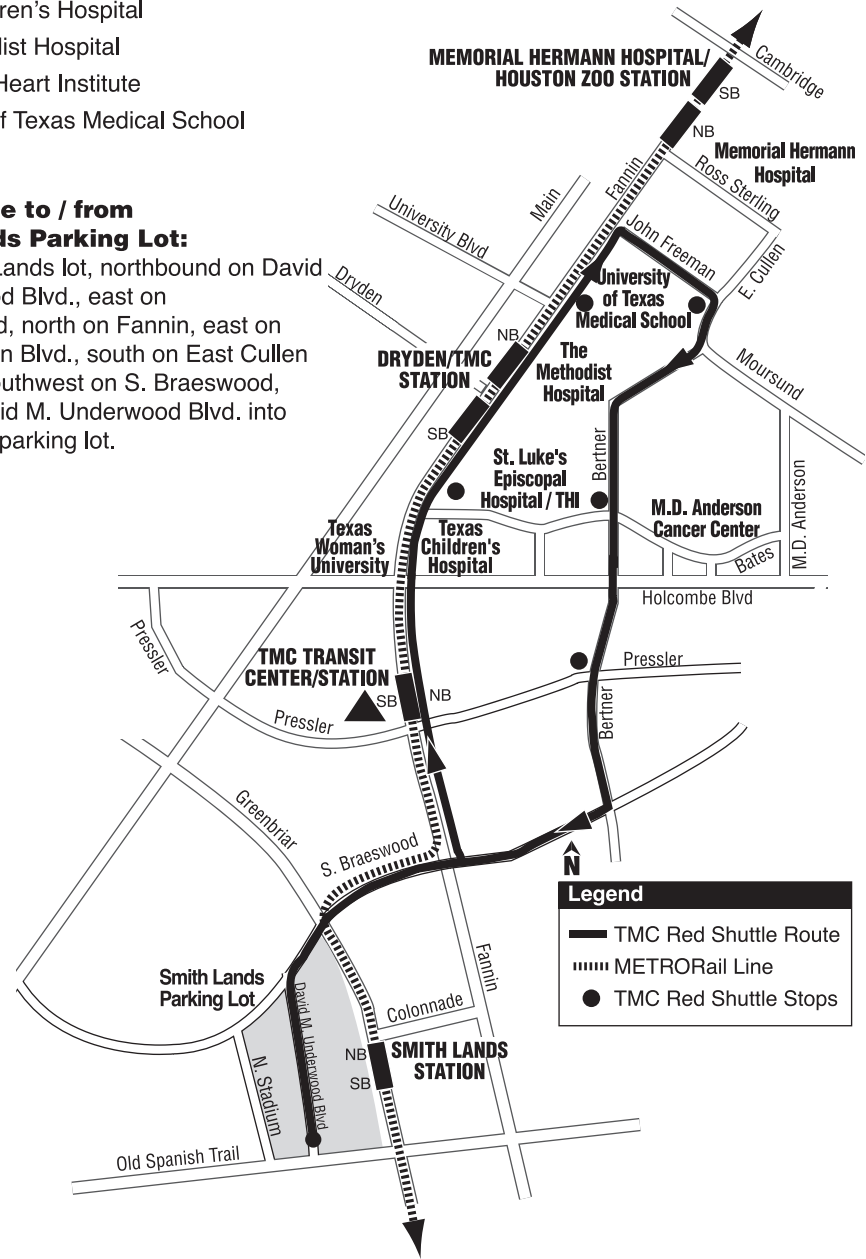 ren's Hospital
dist Hospital
Heart Institute
f Texas Medical School
e to / from
ds Parking Lot:
Lands lot, northbound on David
od Blvd., east on
d, north on Fannin, east on
n Blvd., south on East Cullen
outhwest on S. Braeswood,
vid M. Underwood Blvd. into
parking lot.
MEMORIAL HERMANN HOSPITAL/
HOUSTON ZOO STATION
Cambridge
SB
NB
Memorial Hermann
Hospital
Ross Sterling
Fannin
Main
University Blvd
Dryden
John Freeman
E. Cullen
University
of Texas
Medical School
NB
DRYDEN/TMC
STATION
SB
The
Methodist
Hospital
Moursund
St. Luke's
Episcopal
Hospital / THI
Bertner
M.D. Anderson
Cancer Center
M.D. Anderson
Bates
Texas
Woman's
University
Texas
Children's
Hospital
Holcombe Blvd
Pressler
TMC TRANSIT
CENTER/STATION
SB
NB
Pressler
Pressler
Bertner
Greenbriar
S. Braeswood
N
Legend
TMC Red Shuttle Route
METRORail Line
TMC Red Shuttle Stops
Fannin
Smith Lands
Parking Lot
David M. Underwood Blvd
Colonnade
NB
SB
SMITH LANDS
STATION
N. Stadium
Old Spanish Trail